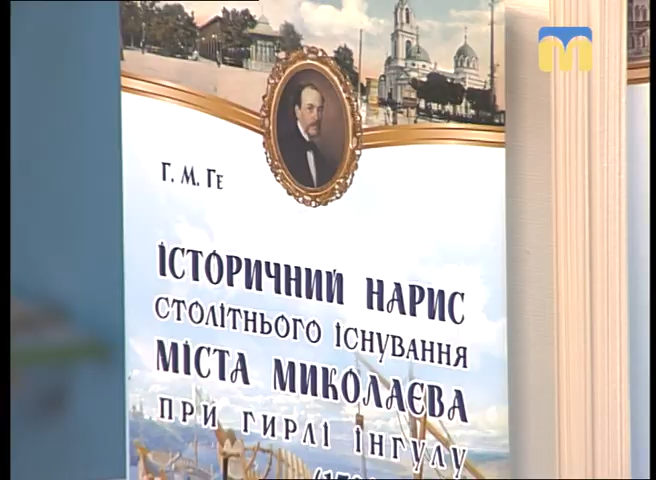 Г. М. Ге
ІСТОРИЧНИЙ НАРИС
СТОЛІТНЬОГО ІСНУВАННЯ
МІСТА МИКОЛАЄВА
ПРИ ГИРЛІ ІНГУЛУ